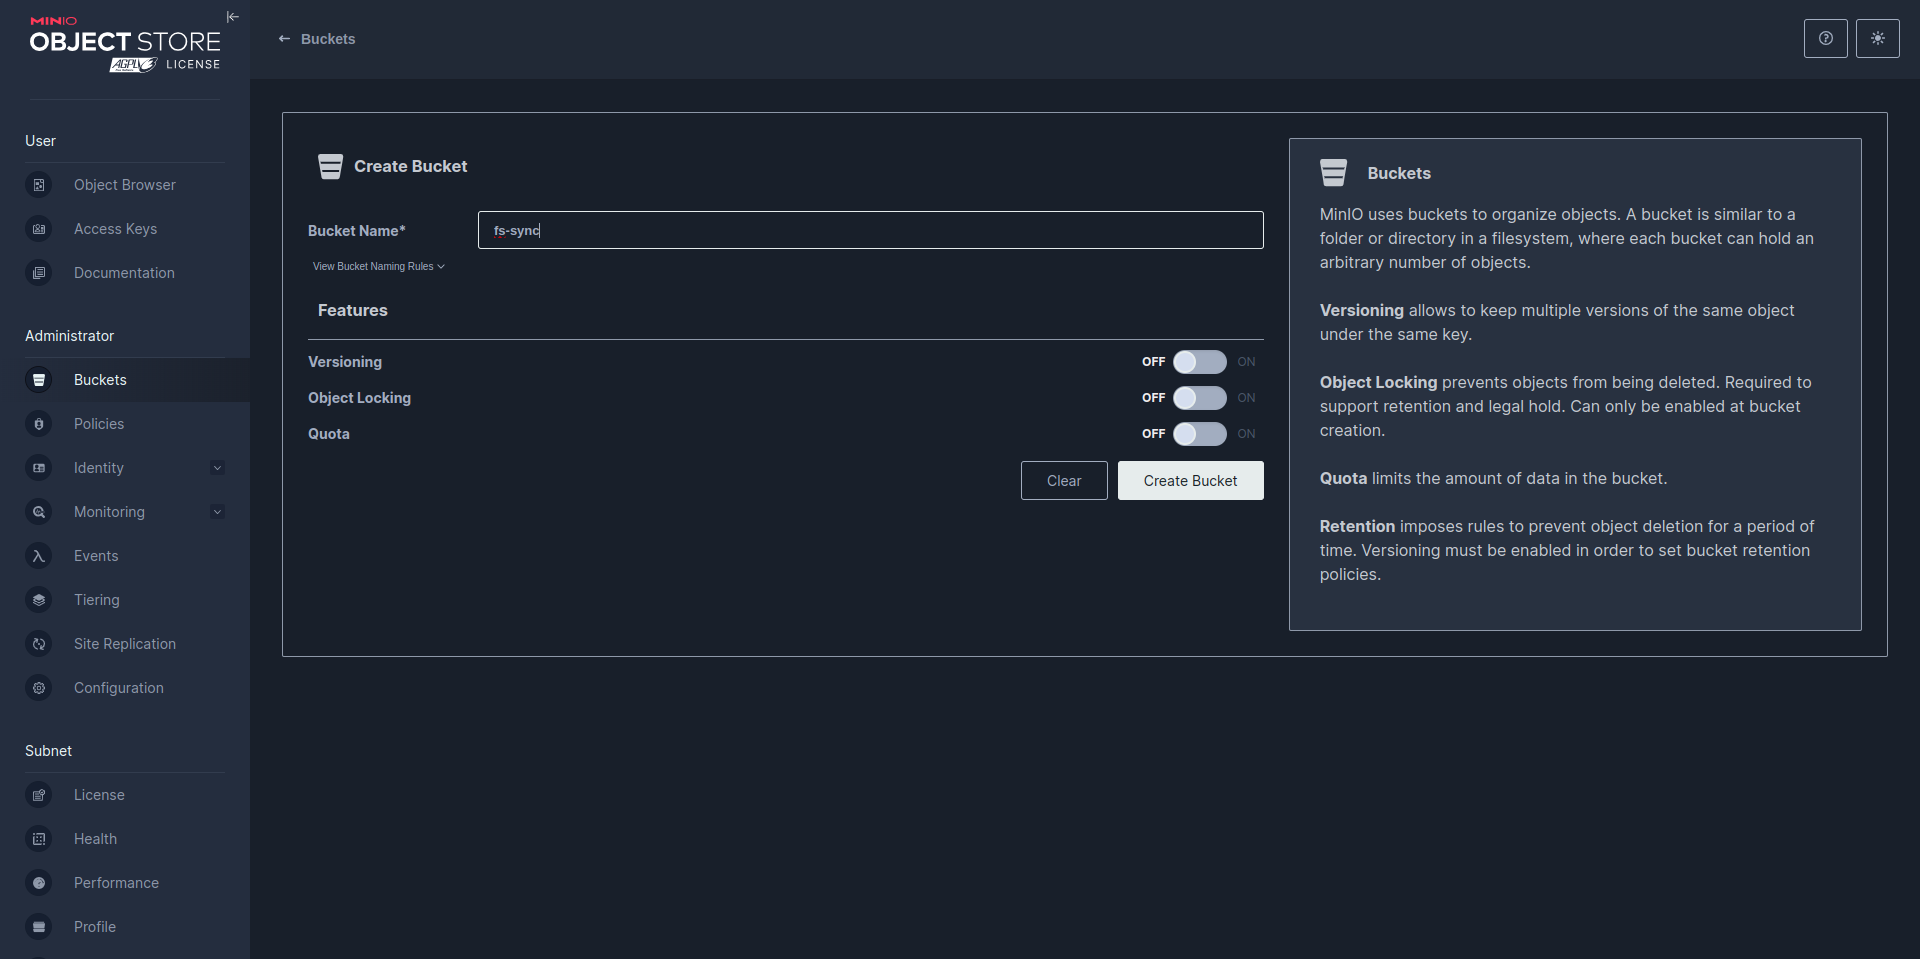 MINIO
OBJECT STORE
AGPL LICENSE
User
Object Browser
Access Keys
Documentation
Administrator
Buckets
Policies
Identity
Monitoring
Events
Tiering
Site Replication
Configuration
Subnet
License
Health
Performance
Profile
Buckets
Create Bucket
Bucket Name*
fs-sync
View Bucket Naming Rules
Features
Versioning
OFF ON
Object Locking
OFF ON
Quota
OFF ON
Clear
Create Bucket
Buckets
MinIO uses buckets to organize objects. A bucket is similar to a
folder or directory in a filesystem, where each bucket can hold an
arbitrary number of objects.
Versioning allows to keep multiple versions of the same object
under the same key.
Object Locking prevents objects from being deleted. Required to
support retention and legal hold. Can only be enabled at bucket
creation.
Quota limits the amount of data in the bucket.
Retention imposes rules to prevent object deletion for a period of
time. Versioning must be enabled in order to set bucket retention
policies.